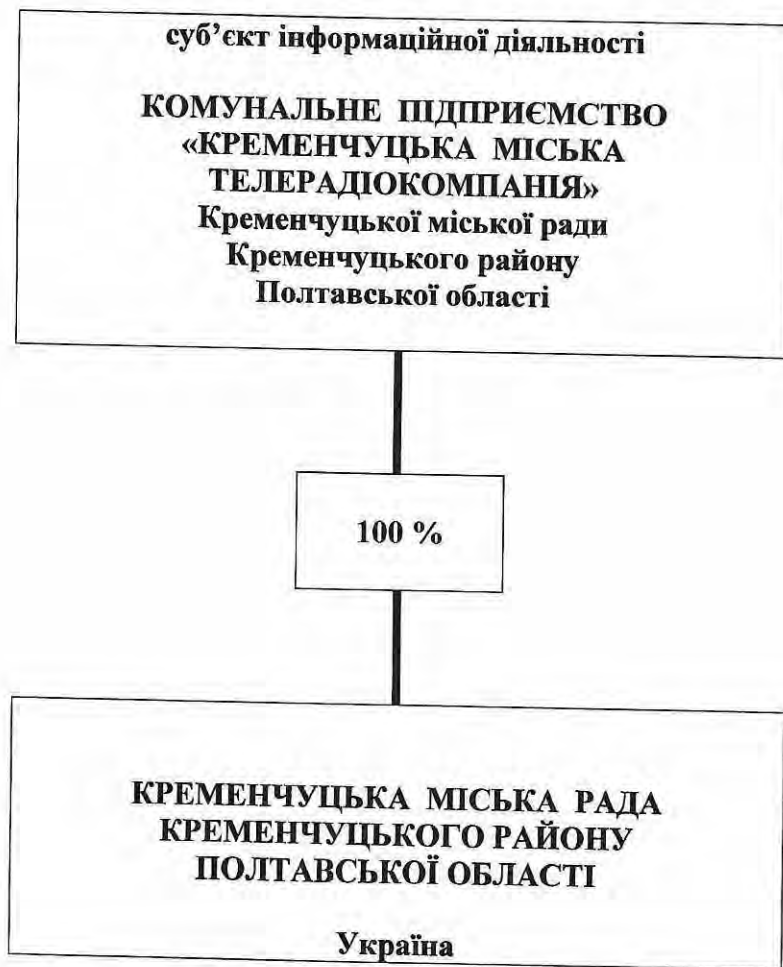 суб’єкт інформаційної діяльності
КОМУНАЛЬНЕ ПІДПРИЄМСТВО
«КРЕМЕНЧУЦЬКА МІСЬКА
ТЕЛЕРАДІОКОМПАНІЯ»
Кременчуцької міської ради
Кременчуцького району
Полтавської області
100 %
КРЕМЕНЧУЦЬКА МІСЬКА РАДА
КРЕМЕНЧУЦЬКОГО РАЙОНУ
ПОЛТАВСЬКОЇ ОБЛАСТІ
Україна